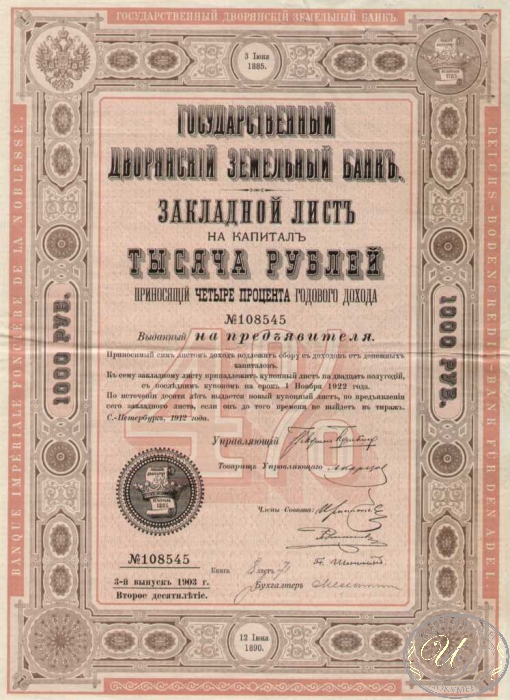 ГОСУДАРСТВЕННЫЙ ДВОРЯНСКІЙ ЗЕМЕЛЬНЫЙ БАНКЪ.
3 Іюня
1885.
ГОСУДАРСТВЕННЫЙ
ДВОРЯНСКІЙ ЗЕМЕЛЬНЫЙ БАНКЪ.
ЗАКЛАДНОЙ ЛИСТЪ
НА КАПИТАЛЪ
ТЫСЯЧА РУБЛЕЙ
ПРИНОСЯЩІЙ ЧЕТЫРЕ ПРОЦЕНТА ГОДОВОГО ДОХОДА
№108545
Выданный на предъявителя.
Приносимый симъ листомъ доходъ подлежитъ сбору съ доходовъ отъ денежныхъ
капиталовъ.
Къ сему закладному листу принадлежитъ купонный листъ на двадцать полугодій,
съ послѣднимъ купономъ на срокъ 1 Ноября 1922 года.
По истеченіи десяти лѣтъ выдается новый купонный листъ, по предъявленіи
сего закладного листа, если онъ до того времени не выйдетъ въ тиражъ.
С.-Петербургъ, 1912 года.
4%
Управляющій
Товарищъ Управляющаго
Члены Совѣта:
№108545
3-й выпускъ 1903 г.
Второе десятилѣтіе.
Книга
листъ
Бухгалтеръ
12 Іюня
1890.
1000 РУБ.
1000 РУБ.
BANQUE IMPÉRIALE FONCIÈRE DE LA NOBLESSE.
REICHS-BODENCREDIT-BANK FÜR DEN ADEL.